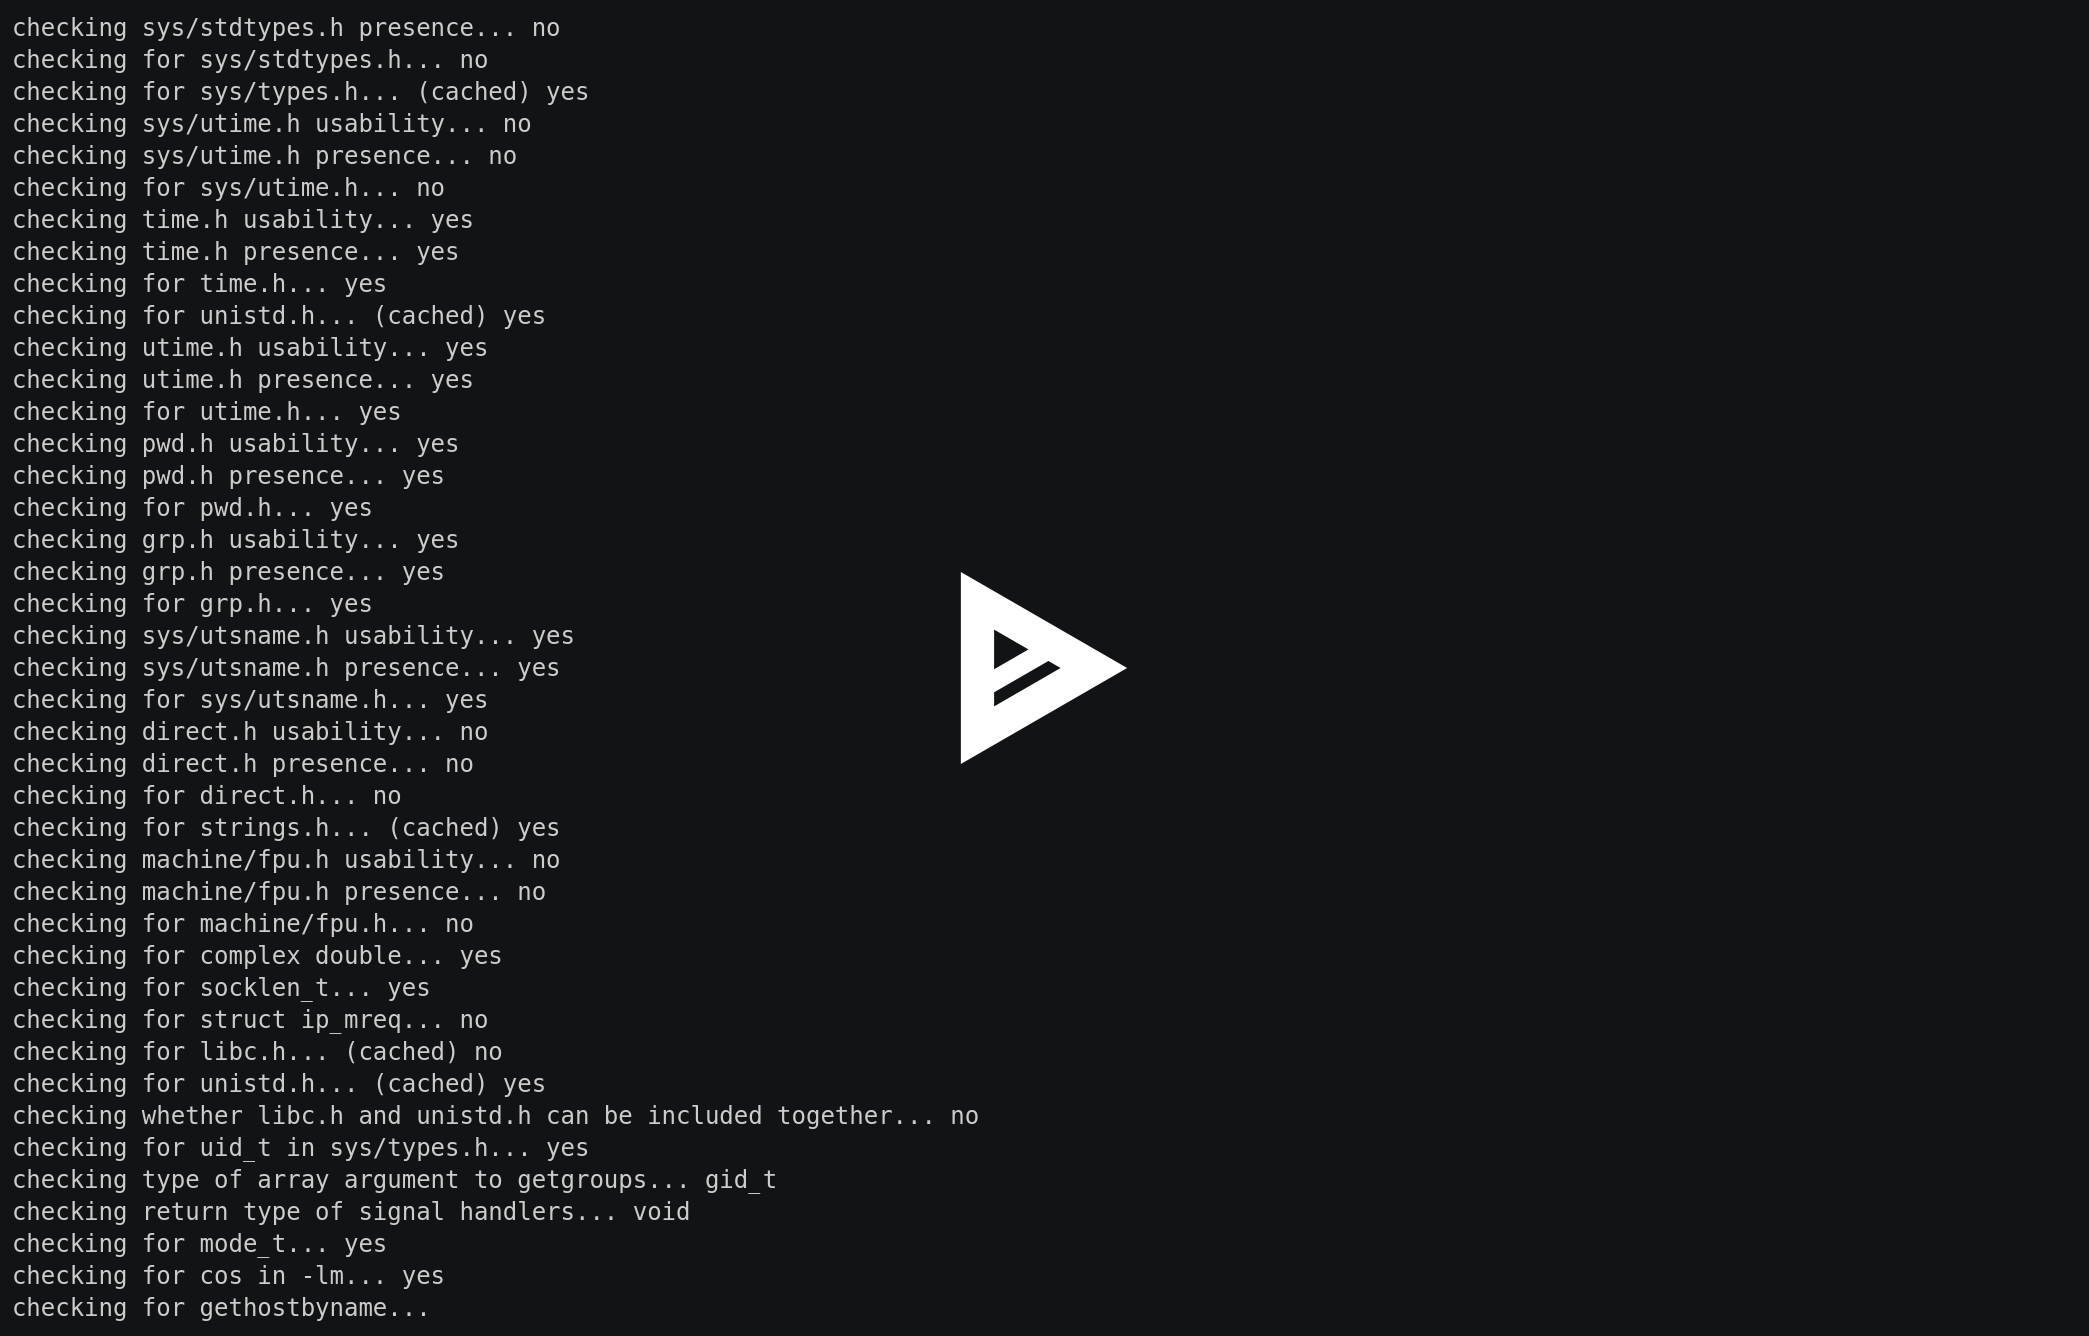 checking sys/stdtypes.h presence... no
checking for sys/stdtypes.h... no
checking for sys/types.h... (cached) yes
checking sys/utime.h usability... no
checking sys/utime.h presence... no
checking for sys/utime.h... no
checking time.h usability... yes
checking time.h presence... yes
checking for time.h... yes
checking for unistd.h... (cached) yes
checking utime.h usability... yes
checking utime.h presence... yes
checking for utime.h... yes
checking pwd.h usability... yes
checking pwd.h presence... yes
checking for pwd.h... yes
checking grp.h usability... yes
checking grp.h presence... yes
checking for grp.h... yes
checking sys/utsname.h usability... yes
checking sys/utsname.h presence... yes
checking for sys/utsname.h... yes
checking direct.h usability... no
checking direct.h presence... no
checking for direct.h... no
checking for strings.h... (cached) yes
checking machine/fpu.h usability... no
checking machine/fpu.h presence... no
checking for machine/fpu.h... no
checking for complex double... yes
checking for socklen_t... yes
checking for struct ip_mreq... no
checking for libc.h... (cached) no
checking for unistd.h... (cached) yes
checking whether libc.h and unistd.h can be included together... no
checking for uid_t in sys/types.h... yes
checking type of array argument to getgroups... gid_t
checking return type of signal handlers... void
checking for mode_t... yes
checking for cos in -lm... yes
checking for gethostbyname...